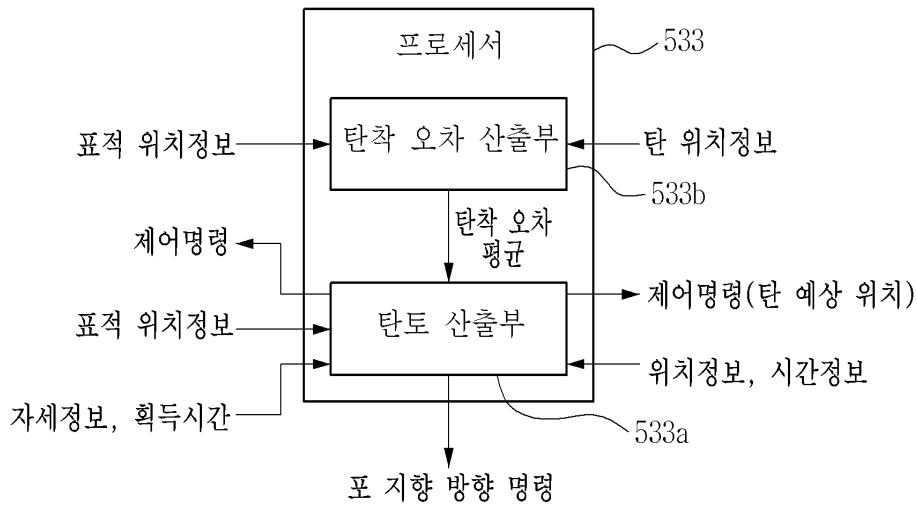 프로세서
533
탄착 오차 산출부
표적 위치정보
탄 위치정보
533b
탄착 오차
평균
제어명령
제어명령(탄 예상 위치)
탄토 산출부
표적 위치정보
위치정보, 시간정보
자세정보, 획득시간
533a
포 지향 방향 명령